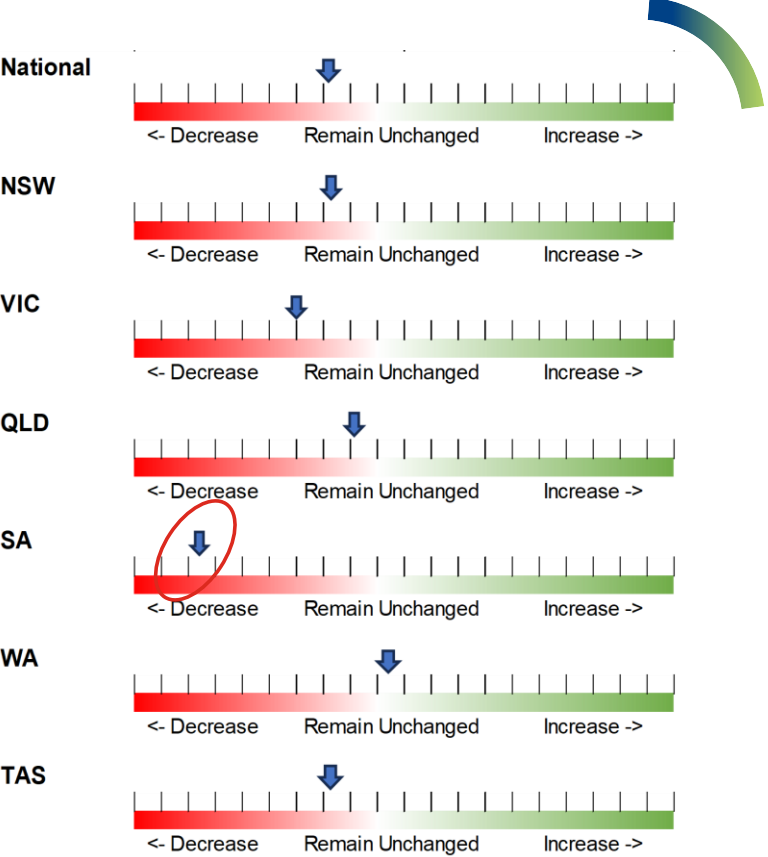 National
<- Decrease Remain Unchanged Increase ->
NSW
<- Decrease Remain Unchanged Increase ->
VIC
<- Decrease Remain Unchanged Increase ->
QLD
<- Decrease Remain Unchanged Increase ->
SA
<- Decrease Remain Unchanged Increase ->
WA
<- Decrease Remain Unchanged Increase ->
TAS
<- Decrease Remain Unchanged Increase ->